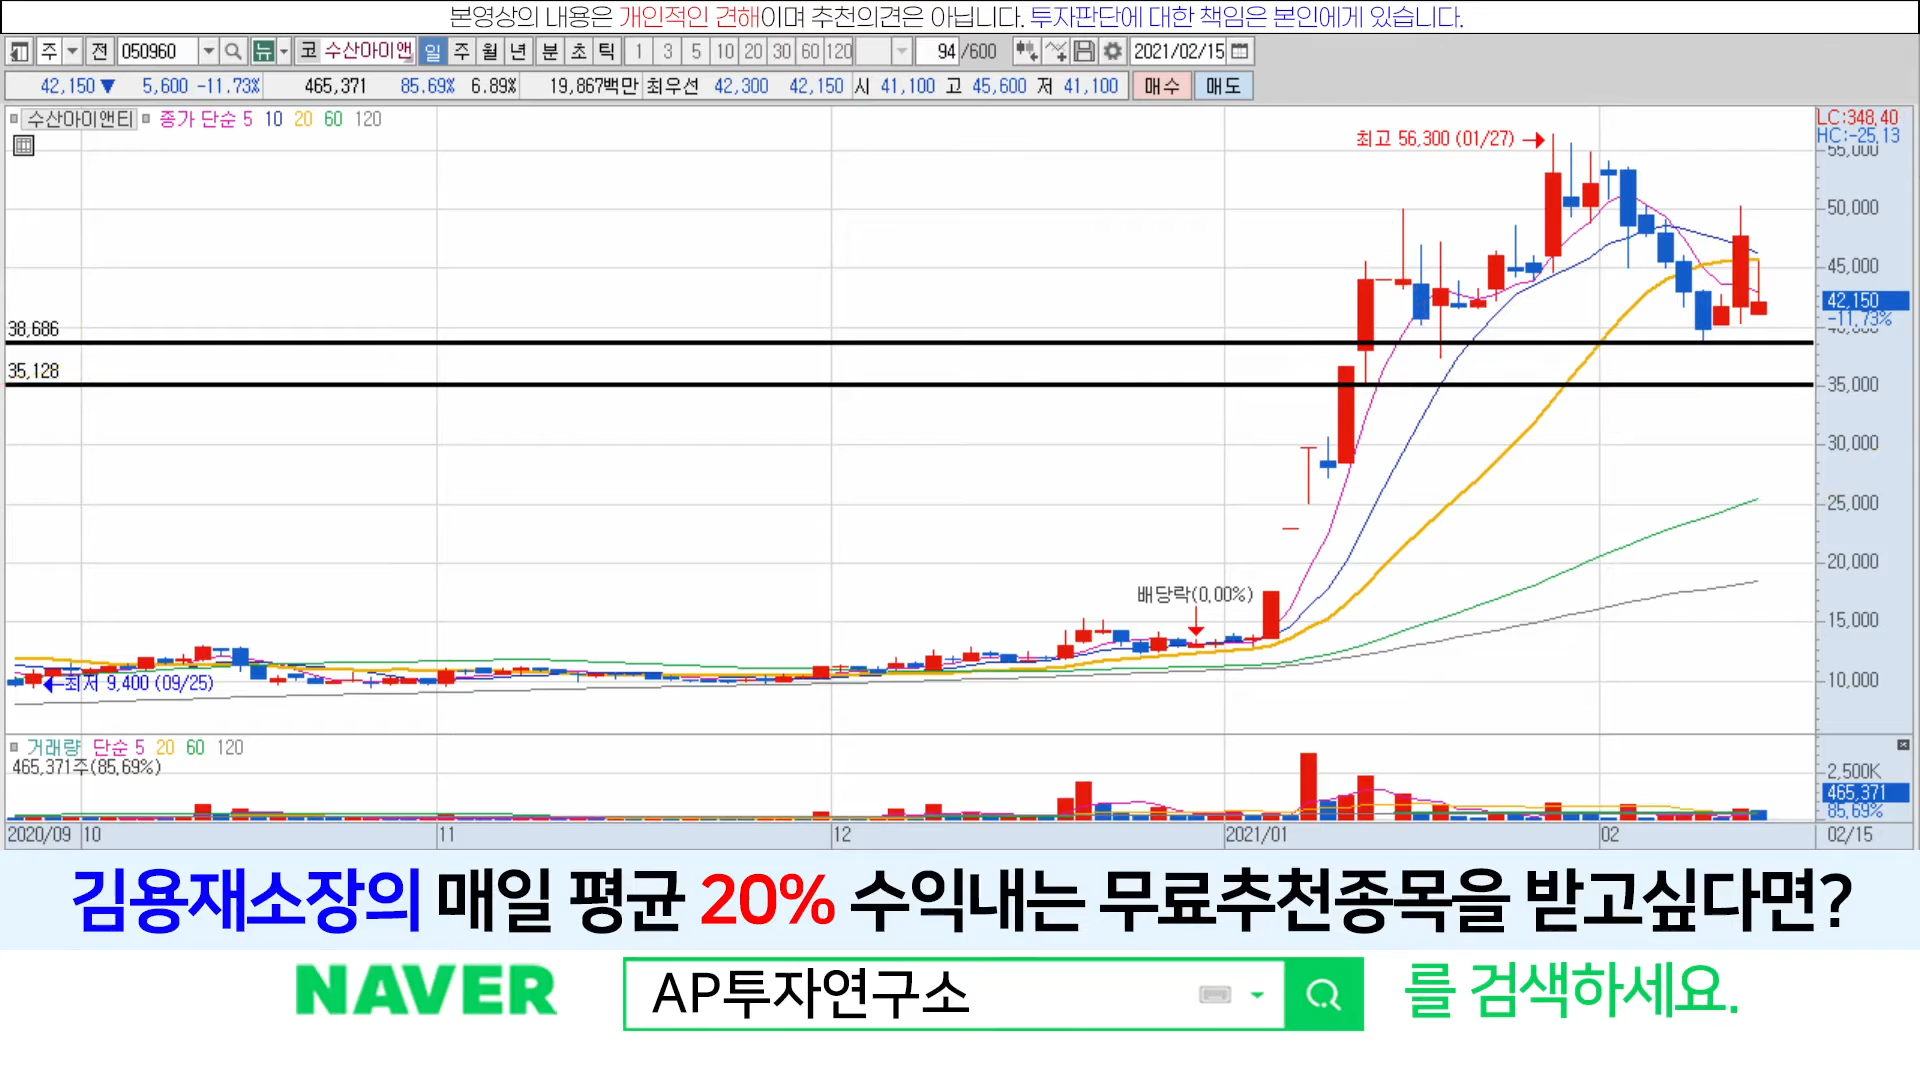 본영상의 내용은 개인적인 견해이며 추천의견은 아닙니다. 투자판단에 대한 책임은 본인에게 있습니다.
주 전 050960 뉴 코 수산아이앤 일 주 월 년 분 초 틱 1 3 5 10 20 30 60 120 94 /600 2021/02/15
42,150 ▼ 5,600 -11.73% 465,371 85.69% 6.89% 19,867백만 최우선 42,300 42,150 시 41,100 고 45,600 저 41,100 매수 매도
수산아이앤티 종가 단순 5 10 20 60 120
LC:348.40
HC:-25.13
최고 56,300 (01/27)
55,000
50,000
45,000
42,150
-11.73%
40,000
38,686
35,128
35,000
30,000
25,000
20,000
배당락(0.00%)
15,000
최저 9,400 (09/25)
10,000
거래량 단순 5 20 60 120
465,371주(85.69%)
2,500K
465,371
85.69%
2020/09 10 11 12 2021/01 02 02/15
김용재소장의 매일 평균 20% 수익내는 무료추천종목을 받고싶다면?
NAVER AP투자연구소 를 검색하세요.